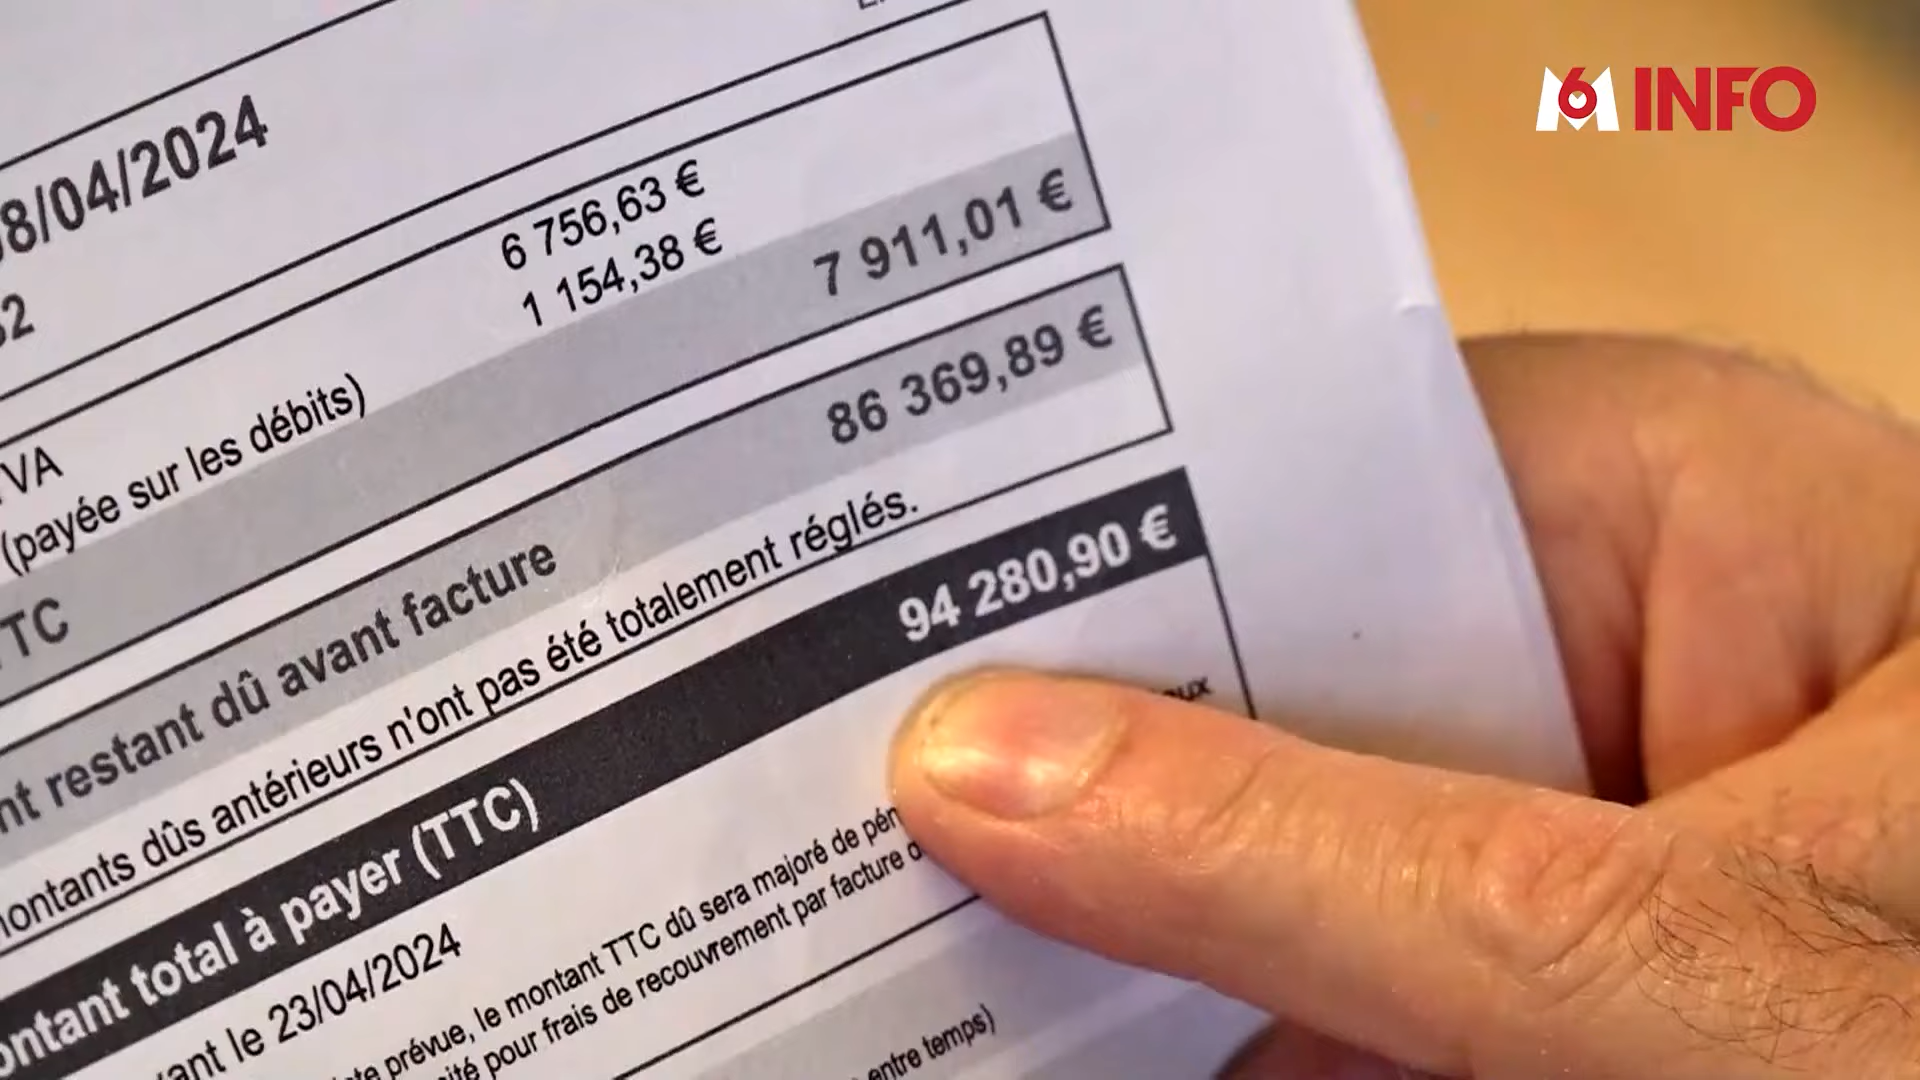 M6 INFO
8/04/2024
6 756,63 €
VA 1 154,38 €
(payée sur les débits)
TC 7 911,01 €
nt restant dû avant facture 86 369,89 €
montants dûs antérieurs n'ont pas été totalement réglés.
ontant total à payer (TTC) 94 280,90 €
ant le 23/04/2024
te prévue, le montant TTC dû sera majoré de pén
ux
ité pour frais de recouvrement par facture
entre temps)